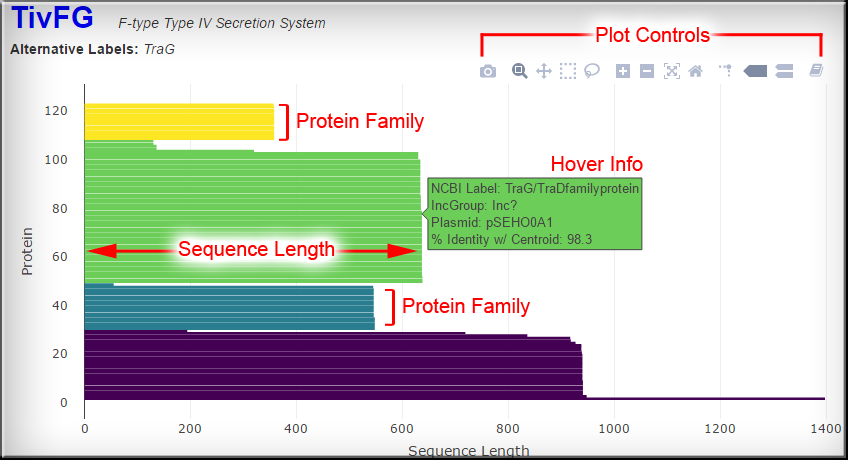 TivFG F-type Type IV Secretion System
Alternative Labels: TraG
Plot Controls
120
Protein Family
100
Hover Info
NCBI Label: TraG/TraDfamilyprotein
IncGroup: Inc?
Plasmid: pSEHO0A1
% Identity w/ Centroid: 98.3
80
Sequence Length
60
Protein
Protein Family
40
20
0
0 200 400 600 800 1000 1200 1400
Sequence Length